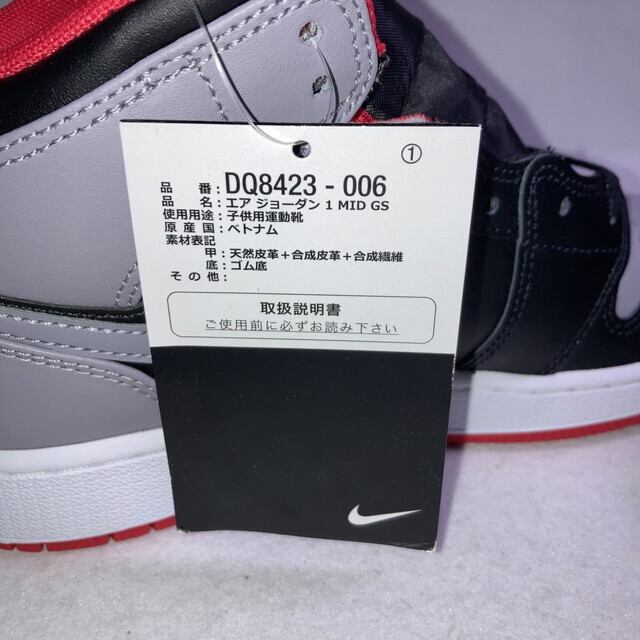 ①
品 番:DQ8423-006
品 名:エア ジョーダン 1 MID GS
使用用途:子供用運動靴
原 産 国:ベトナム
素材表記
甲:天然皮革+合成皮革+合成繊維
底:ゴム底
そ の 他:
取扱説明書
ご使用前に必ずお読み下さい